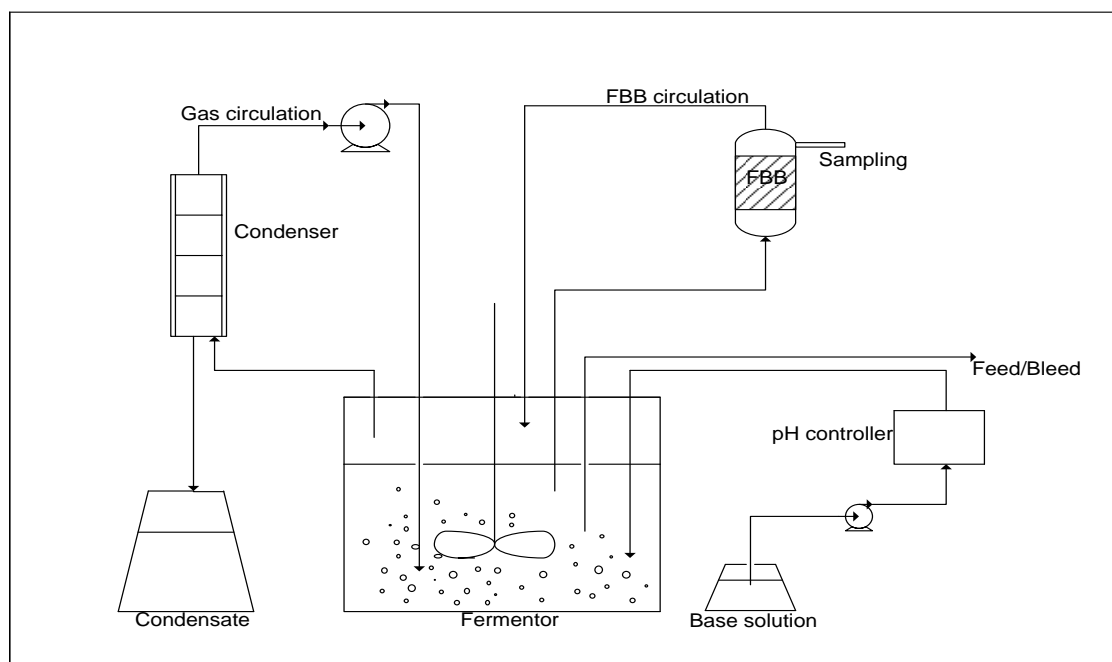 FBB circulation
Gas circulation
Sampling
FBB
Condenser
Feed/Bleed
pH controller
Condensate
Fermentor
Base solution